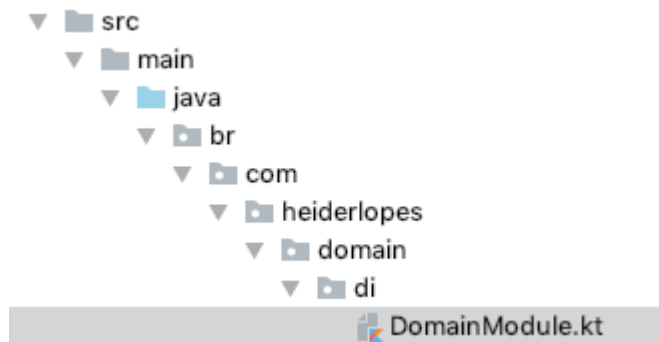 src
main
java
br
com
heiderlopes
domain
di
DomainModule.kt